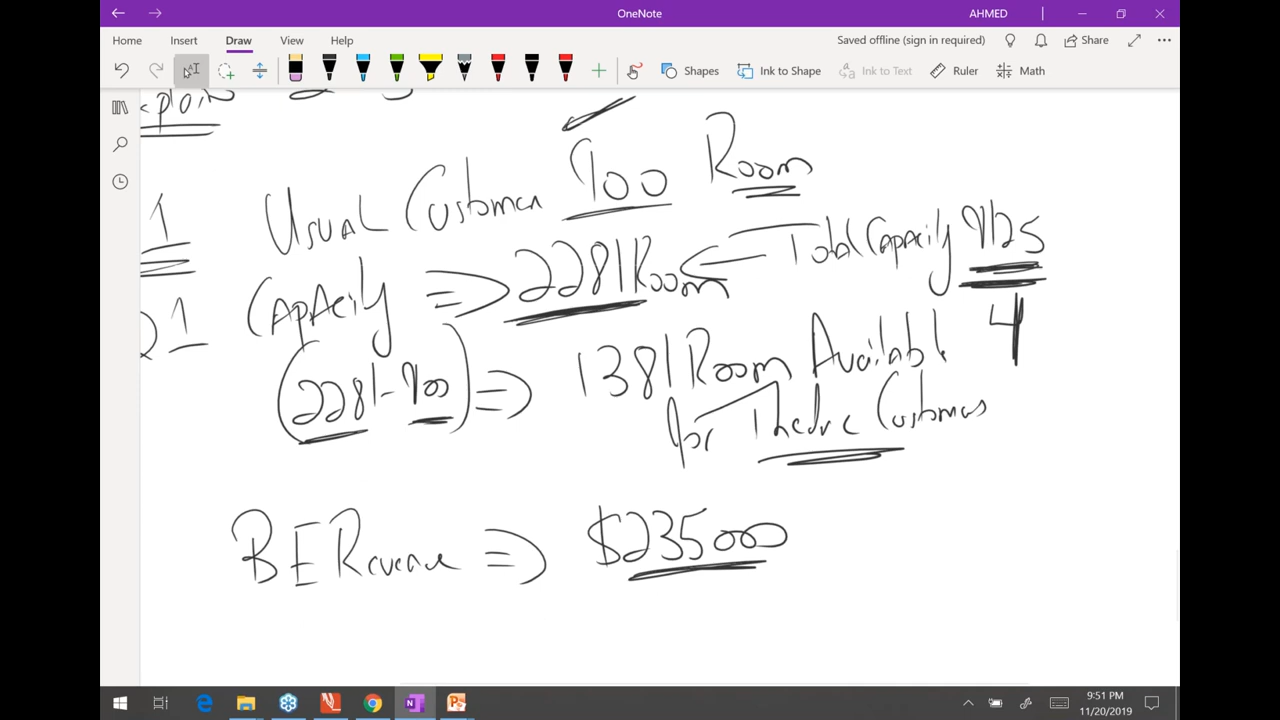 OneNote
AHMED
Home Insert Draw View Help
Saved offline (sign in required)
Share
Shapes
Ink to Shape
Ink to Text
Ruler
Math
Usual Customer 900 Room
1
Capacity => 2281 Room <- Total Capacity 9125
4
Q1
(2281-900) => 1381 Room Available
for Theatre Customers
BE Revenue => $235000
9:51 PM
11/20/2019